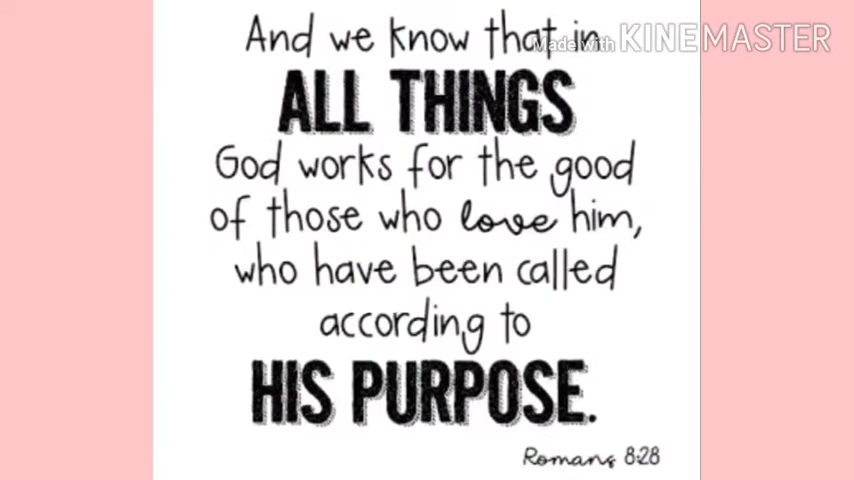 And we know that in
Made with KINEMASTER
ALL THINGS
God works for the good
of those who love him,
who have been called
according to
HIS PURPOSE.
Romans 8:28